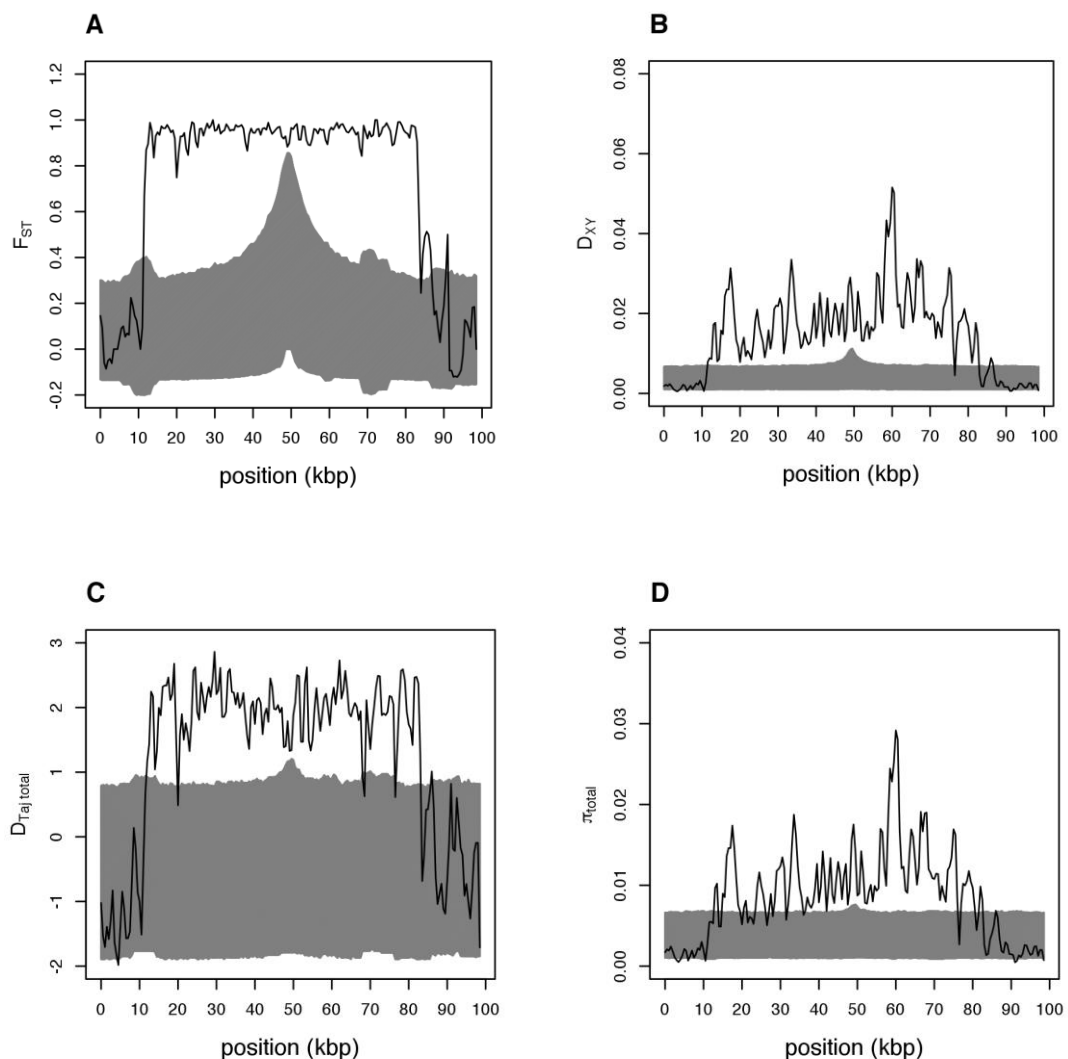 A
F_ST
1.2
1.0
0.8
0.6
0.4
0.2
0.0
-0.2
0 10 20 30 40 50 60 70 80 90 100
position (kbp)
B
D_XY
0.08
0.06
0.04
0.02
0.00
0 10 20 30 40 50 60 70 80 90 100
position (kbp)
C
D_Taj total
3
2
1
0
-1
-2
0 10 20 30 40 50 60 70 80 90 100
position (kbp)
D
π_total
0.04
0.03
0.02
0.01
0.00
0 10 20 30 40 50 60 70 80 90 100
position (kbp)